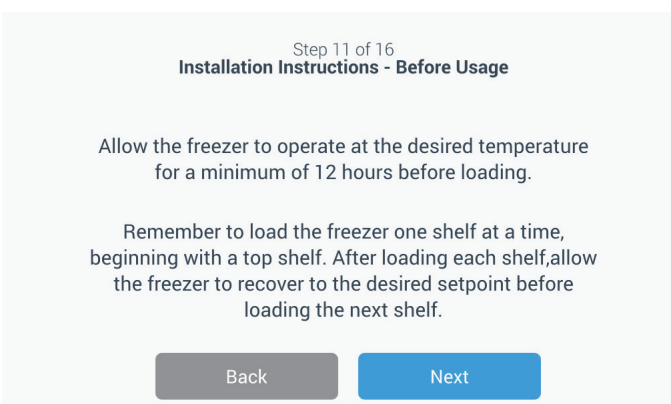 Step 11 of 16
Installation Instructions - Before Usage
Allow the freezer to operate at the desired temperature
for a minimum of 12 hours before loading.
Remember to load the freezer one shelf at a time,
beginning with a top shelf. After loading each shelf,allow
the freezer to recover to the desired setpoint before
loading the next shelf.
Back
Next